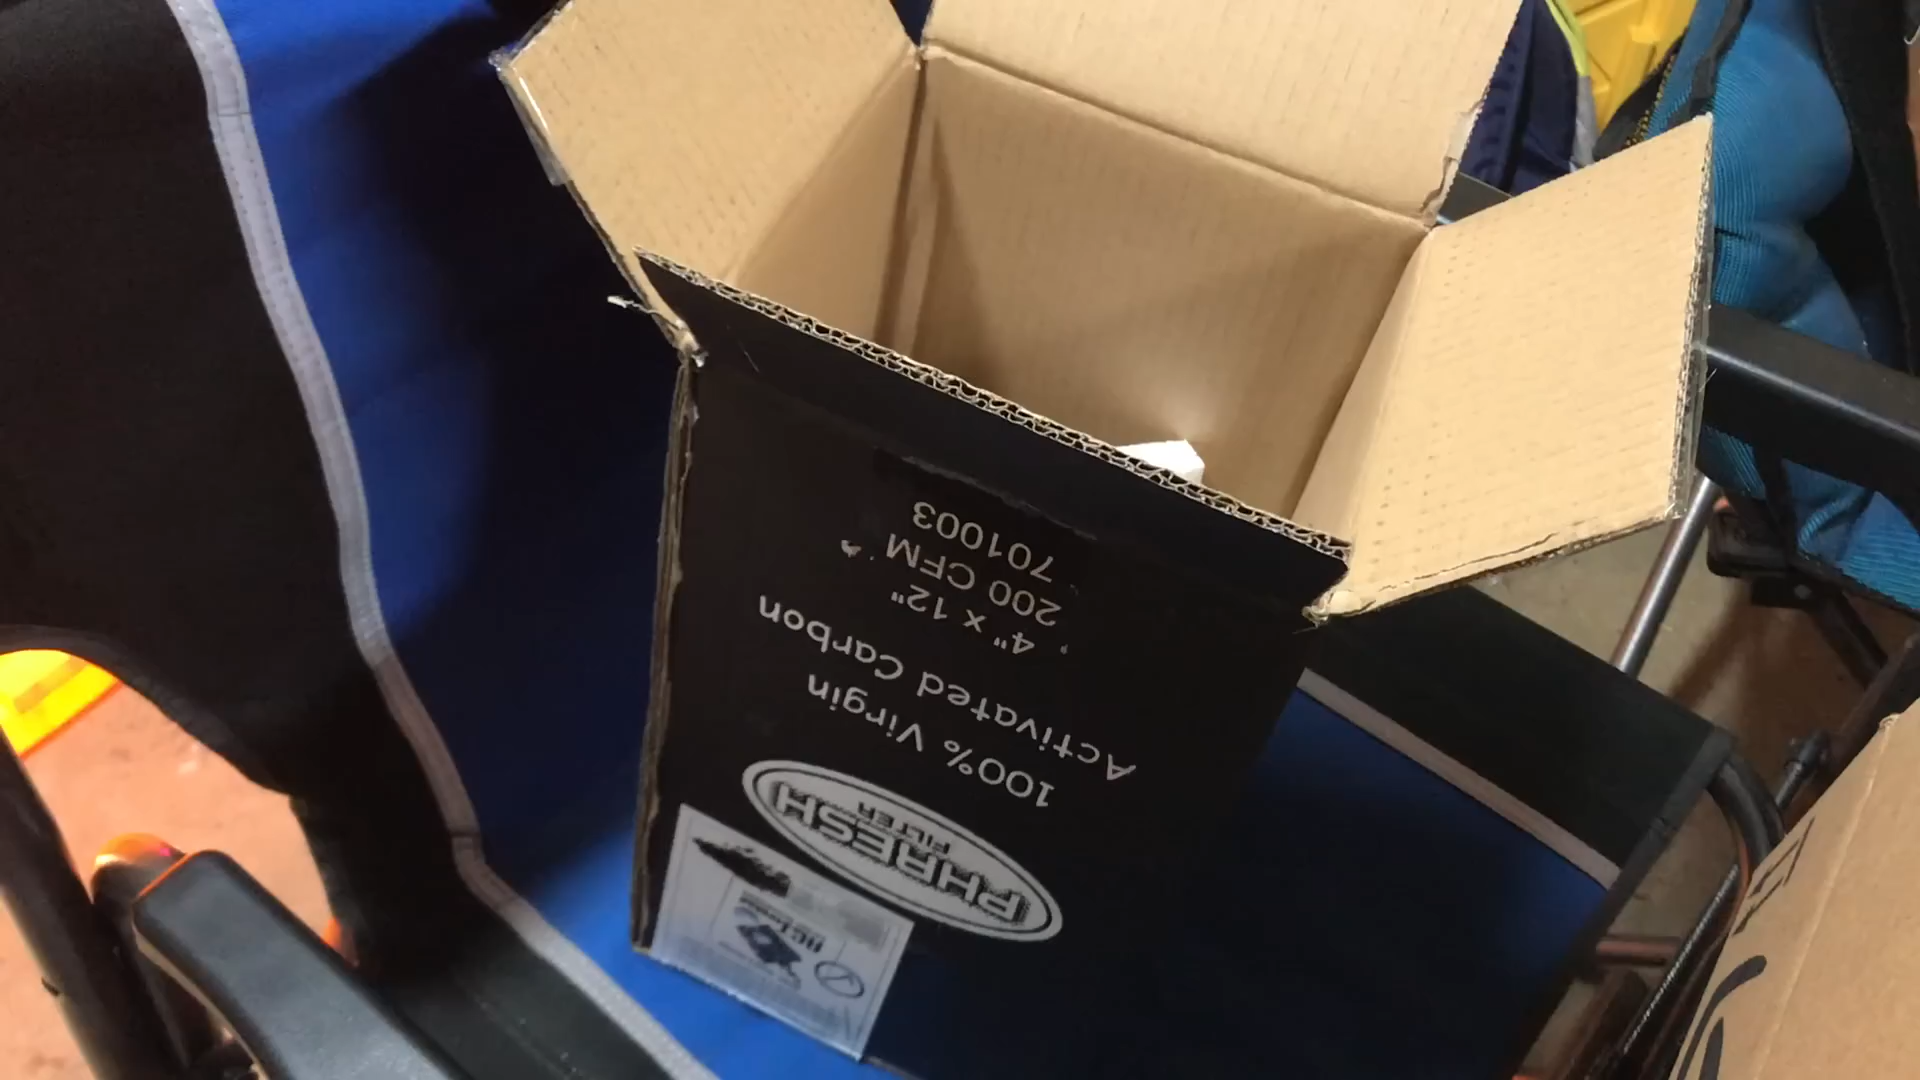 PHRESH
FILTER
100% Virgin
Activated Carbon
4" x 12"
200 CFM
701003